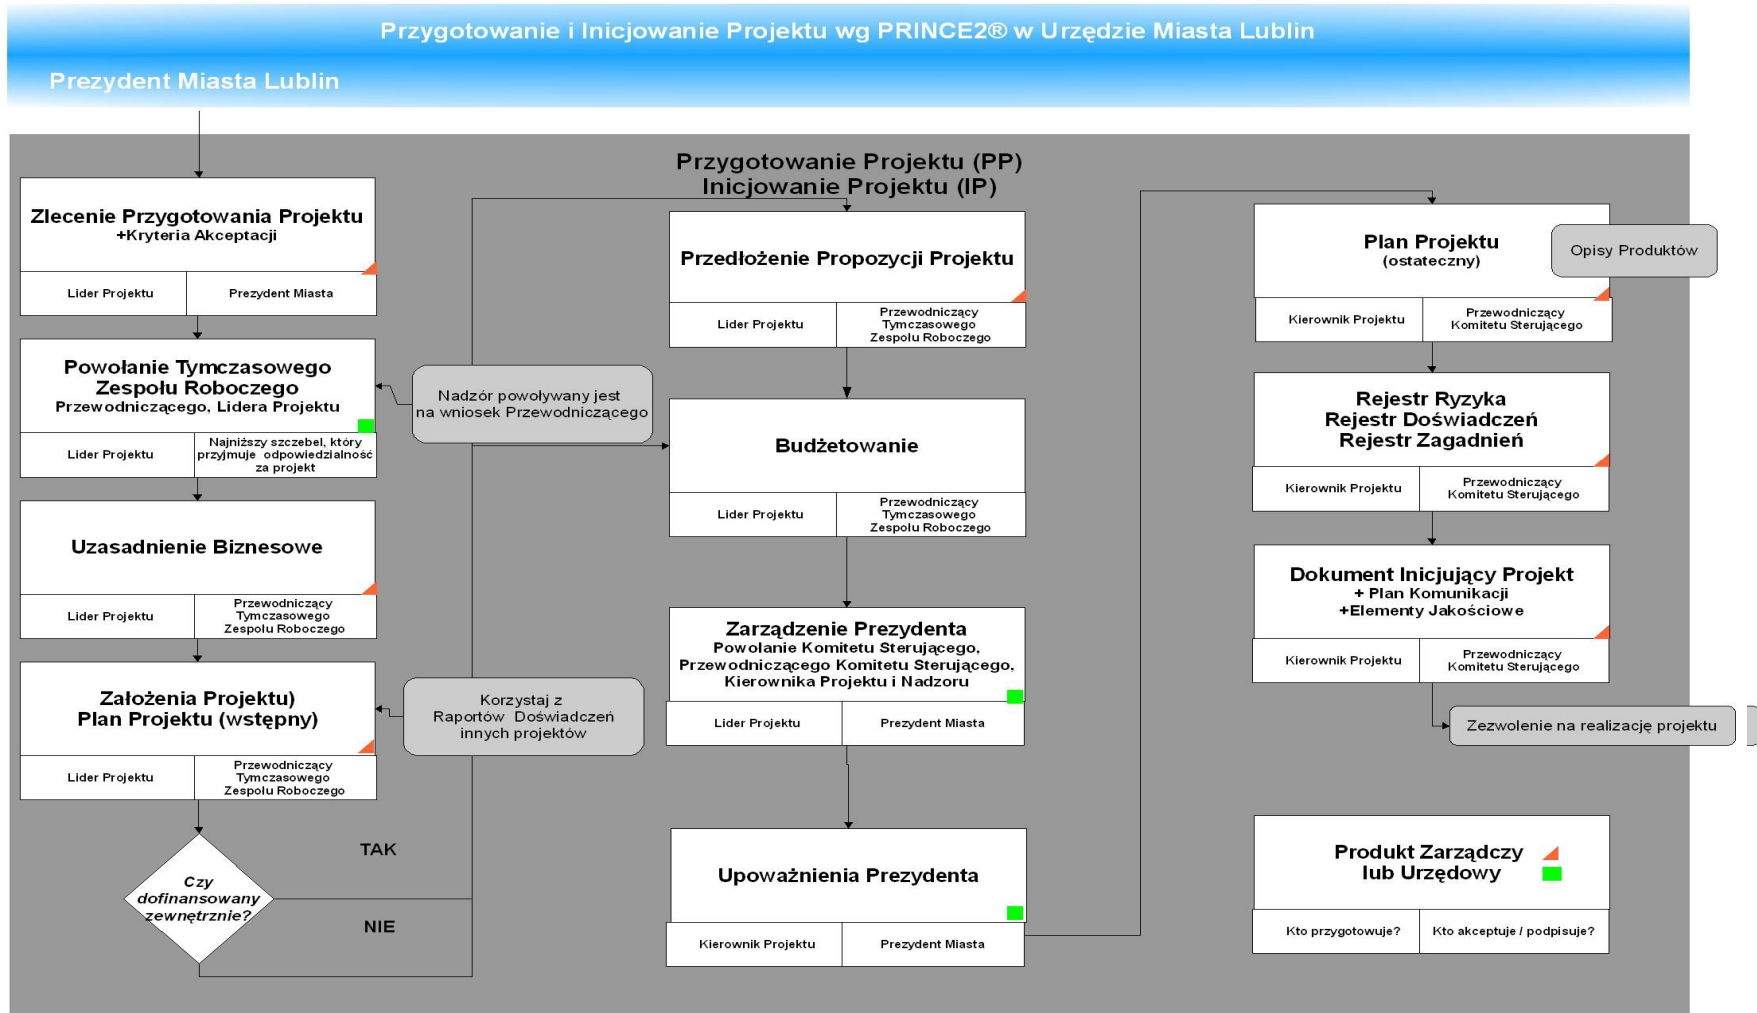 Przygotowanie i Inicjowanie Projektu wg PRINCE2® w Urzędzie Miasta Lublin
Prezydent Miasta Lublin
Przygotowanie Projektu (PP)
Inicjowanie Projektu (IP)
Zlecenie Przygotowania Projektu
+Kryteria Akceptacji
Lider Projektu
Prezydent Miasta
Powołanie Tymczasowego
Zespołu Roboczego
Przewodniczącego, Lidera Projektu
Lider Projektu
Najniższy szczebel, który
przyjmuje odpowiedzialność
za projekt
Nadzór powoływany jest
na wniosek Przewodniczącego
Uzasadnienie Biznesowe
Lider Projektu
Przewodniczący
Tymczasowego
Zespołu Roboczego
Założenia Projektu)
Plan Projektu (wstępny)
Lider Projektu
Przewodniczący
Tymczasowego
Zespołu Roboczego
Korzystaj z
Raportów Doświadczeń
innych projektów
Czy
dofinansowany
zewnętrznie?
TAK
NIE
Przedłożenie Propozycji Projektu
Lider Projektu
Przewodniczący
Tymczasowego
Zespołu Roboczego
Budżetowanie
Lider Projektu
Przewodniczący
Tymczasowego
Zespołu Roboczego
Zarządzenie Prezydenta
Powołanie Komitetu Sterującego,
Przewodniczącego Komitetu Sterującego,
Kierownika Projektu i Nadzoru
Lider Projektu
Prezydent Miasta
Upoważnienia Prezydenta
Kierownik Projektu
Prezydent Miasta
Plan Projektu
(ostateczny)
Opisy Produktów
Kierownik Projektu
Przewodniczący
Komitetu Sterującego
Rejestr Ryzyka
Rejestr Doświadczeń
Rejestr Zagadnień
Kierownik Projektu
Przewodniczący
Komitetu Sterującego
Dokument Inicjujący Projekt
+ Plan Komunikacji
+Elementy Jakościowe
Kierownik Projektu
Przewodniczący
Komitetu Sterującego
Zezwolenie na realizację projektu
Produkt Zarządczy
lub Urzędowy
Kto przygotowuje?
Kto akceptuje / podpisuje?